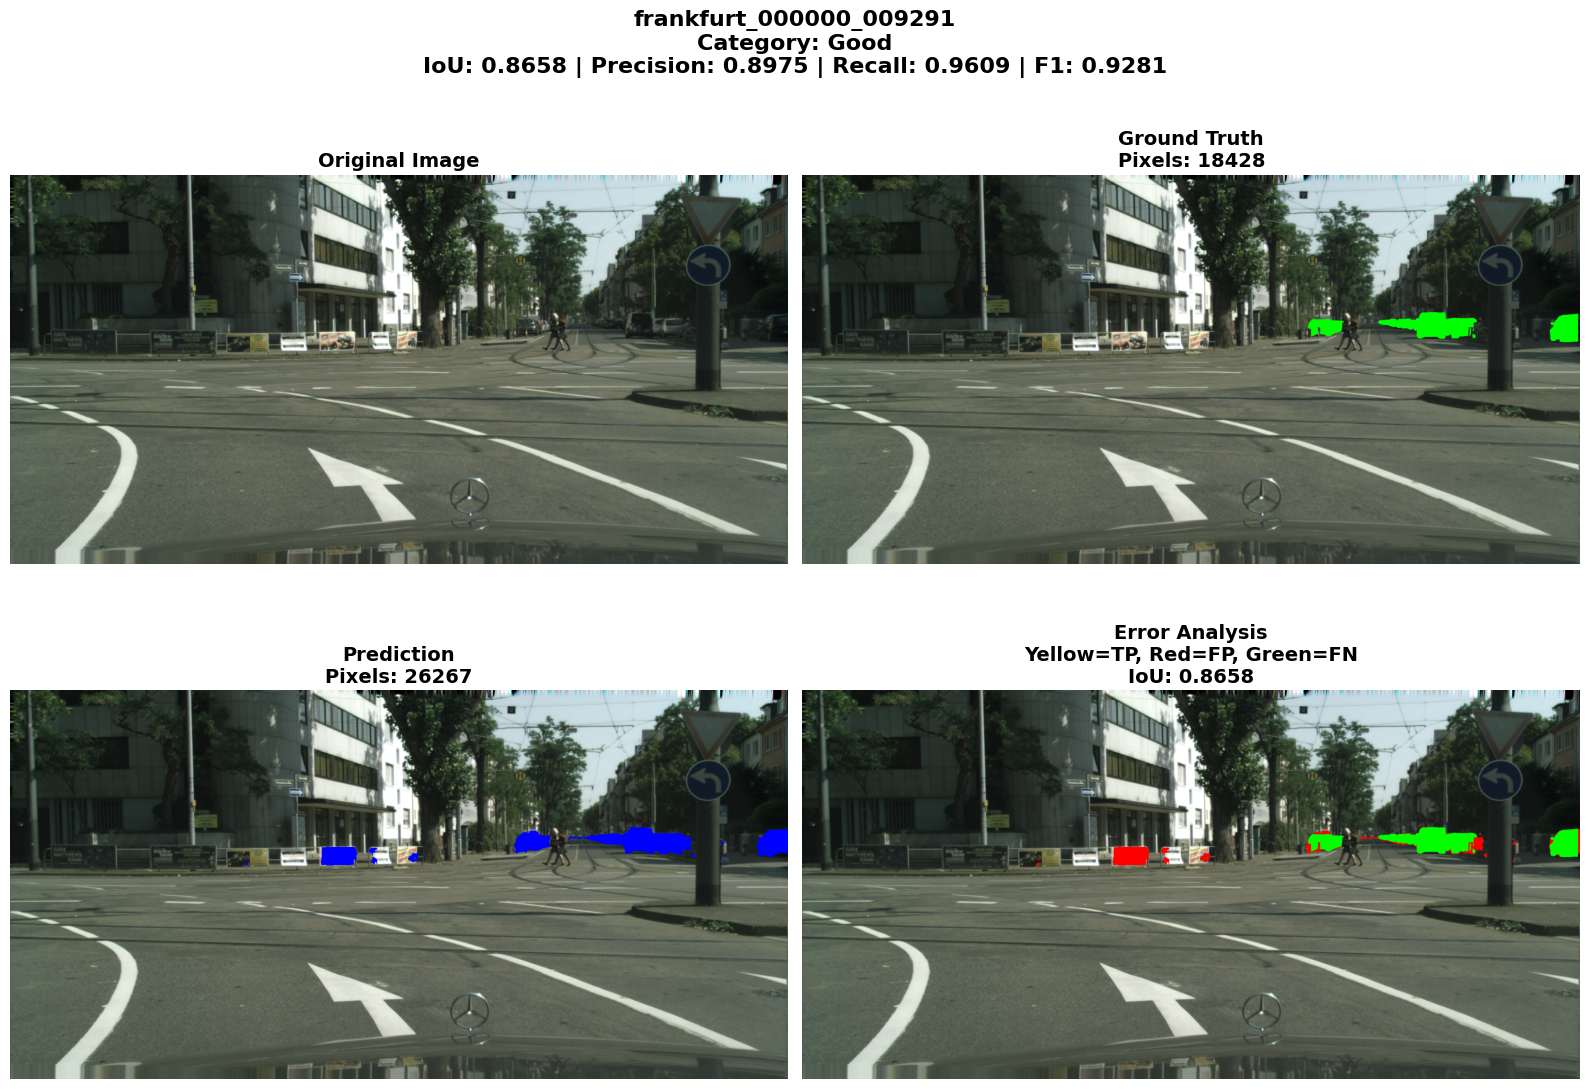 frankfurt_000000_009291
Category: Good
IoU: 0.8658 | Precision: 0.8975 | Recall: 0.9609 | F1: 0.9281
Original Image
Ground Truth
Pixels: 18428
Prediction
Pixels: 26267
Error Analysis
Yellow=TP, Red=FP, Green=FN
IoU: 0.8658